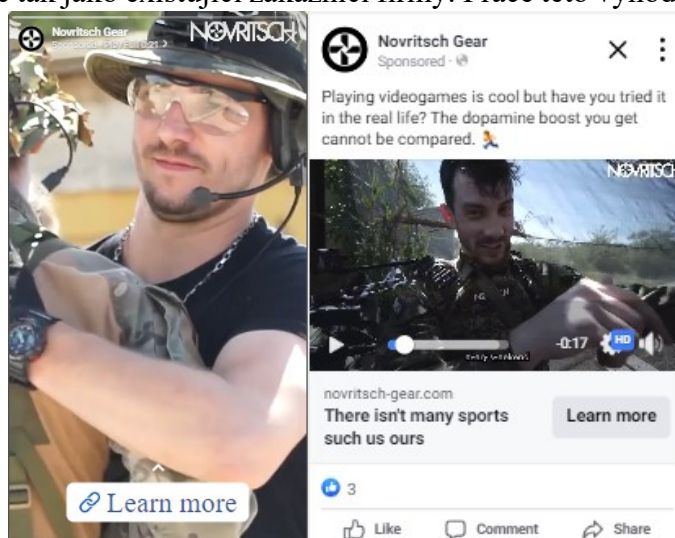 e tak jako existující zákazníci firmy. Práce této výhod
Novritsch Gear
NOVRITSCH
Learn more
Novritsch Gear
Sponsored ·
Playing videogames is cool but have you tried it
in the real life? The dopamine boost you get
cannot be compared.
NOVRITSCH
-0:17 HD
novritsch-gear.com
There isn't many sports
such us ours
Learn more
3
Like Comment Share